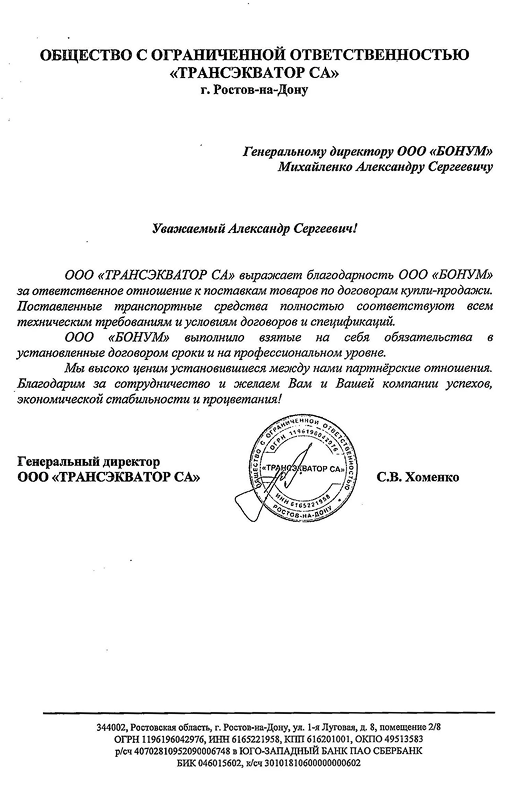 ОБЩЕСТВО С ОГРАНИЧЕННОЙ ОТВЕТСТВЕННОСТЬЮ
«ТРАНСЭКВАТОР СА»
г. Ростов-на-Дону
Генеральному директору ООО «БОНУМ»
Михайленко Александру Сергеевичу
Уважаемый Александр Сергеевич!
ООО «ТРАНСЭКВАТОР СА» выражает благодарность ООО «БОНУМ»
за ответственное отношение к поставкам товаров по договорам купли-продажи.
Поставленные транспортные средства полностью соответствуют всем
техническим требованиям и условиям договоров и спецификаций.
ООО «БОНУМ» выполнило взятые на себя обязательства в
установленные договором сроки и на профессиональном уровне.
Мы высоко ценим установившиеся между нами партнёрские отношения.
Благодарим за сотрудничество и желаем Вам и Вашей компании успехов,
экономической стабильности и процветания!
Генеральный директор
ООО «ТРАНСЭКВАТОР СА»
ОБЩЕСТВО С ОГРАНИЧЕННОЙ ОТВЕТСТВЕННОСТЬЮ
ОГРН 1196196042976
«ТРАНСЭКВАТОР СА»
ИНН 6165221958
РОСТОВ-НА-ДОНУ
С.В. Хоменко
344002, Ростовская область, г. Ростов-на-Дону, ул. 1-я Луговая, д. 8, помещение 2/8
ОГРН 1196196042976, ИНН 6165221958, КПП 616201001, ОКПО 49513583
р/сч 40702810952090006748 в ЮГО-ЗАПАДНЫЙ БАНК ПАО СБЕРБАНК
БИК 046015602, к/сч 30101810600000000602